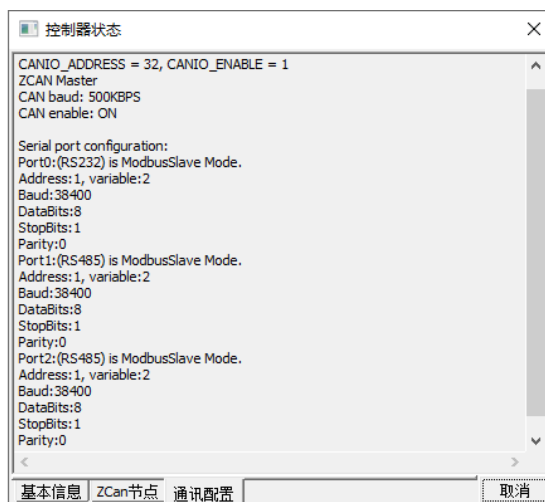 控制器状态
CANIO_ADDRESS = 32, CANIO_ENABLE = 1
ZCAN Master
CAN baud: 500KBPS
CAN enable: ON
Serial port configuration:
Port0:(RS232) is ModbusSlave Mode.
Address:1, variable:2
Baud:38400
DataBits:8
StopBits:1
Parity:0
Port1:(RS485) is ModbusSlave Mode.
Address:1, variable:2
Baud:38400
DataBits:8
StopBits:1
Parity:0
Port2:(RS485) is ModbusSlave Mode.
Address:1, variable:2
Baud:38400
DataBits:8
StopBits:1
Parity:0
基本信息 ZCan节点 通讯配置 取消